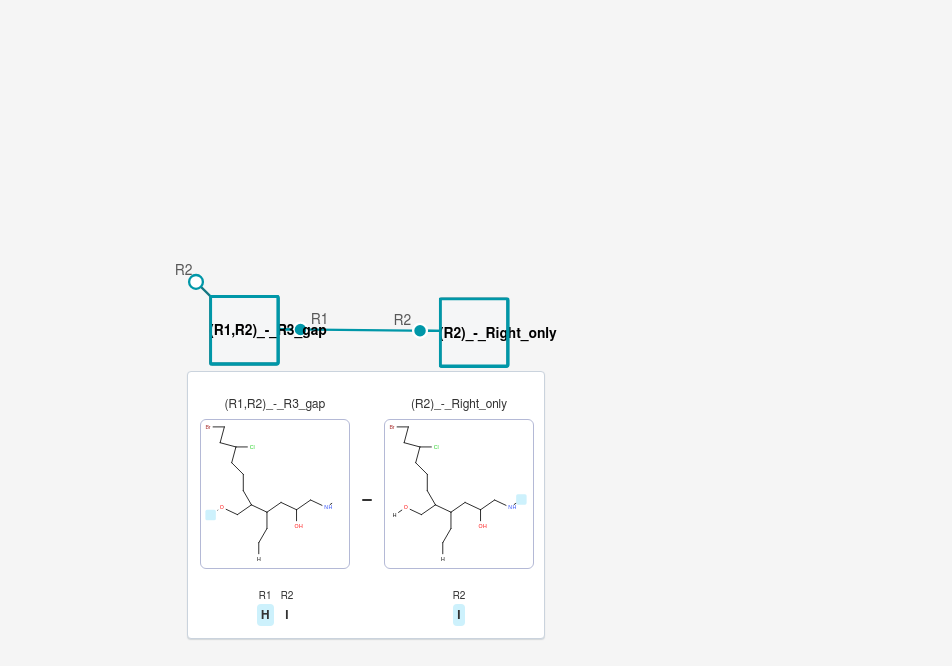 R2
R1
R2
(R1,R2)_-_R3_gap
(R2)_-_Right_only
(R1,R2)_-_R3_gap
(R2)_-_Right_only
Br
Cl
O
NH
OH
H
–
Br
Cl
H
O
NH
OH
H
R1 R2
H I
R2
I